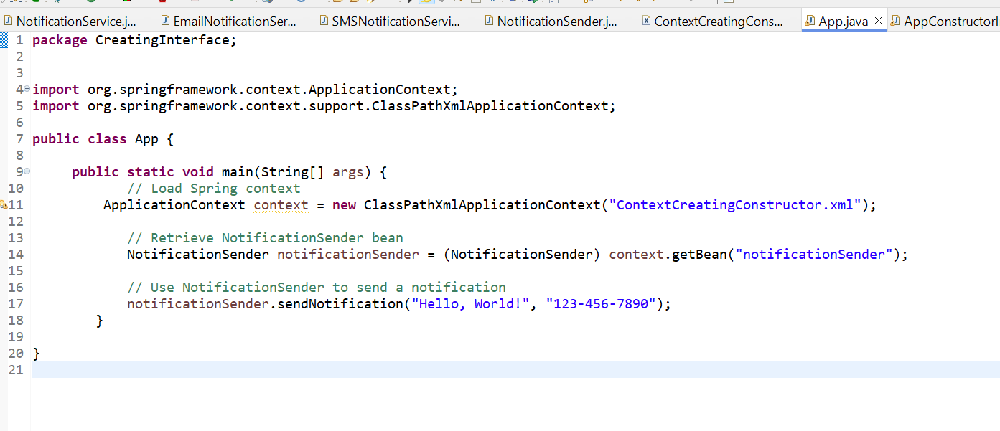 NotificationService.j... EmailNotificationSer... SMSNotificationServi... NotificationSender.j... ContextCreatingCons... App.java AppConstructorI
1 package CreatingInterface;
2
3
4 import org.springframework.context.ApplicationContext;
5 import org.springframework.context.support.ClassPathXmlApplicationContext;
6
7 public class App {
8
9 public static void main(String[] args) {
10 // Load Spring context
11 ApplicationContext context = new ClassPathXmlApplicationContext("ContextCreatingConstructor.xml");
12
13 // Retrieve NotificationSender bean
14 NotificationSender notificationSender = (NotificationSender) context.getBean("notificationSender");
15
16 // Use NotificationSender to send a notification
17 notificationSender.sendNotification("Hello, World!", "123-456-7890");
18 }
19
20 }
21